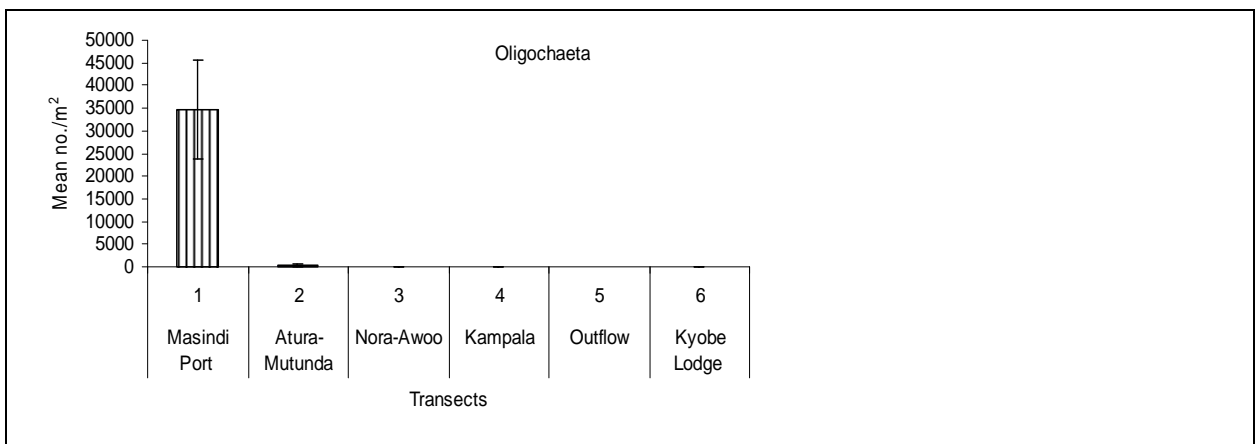 Oligochaeta
Mean no./m²
50000
45000
40000
35000
30000
25000
20000
15000
10000
5000
0
1 2 3 4 5 6
Masindi Atura- Nora-Awoo Kampala Outflow Kyobe
Port Mutunda Lodge
Transects